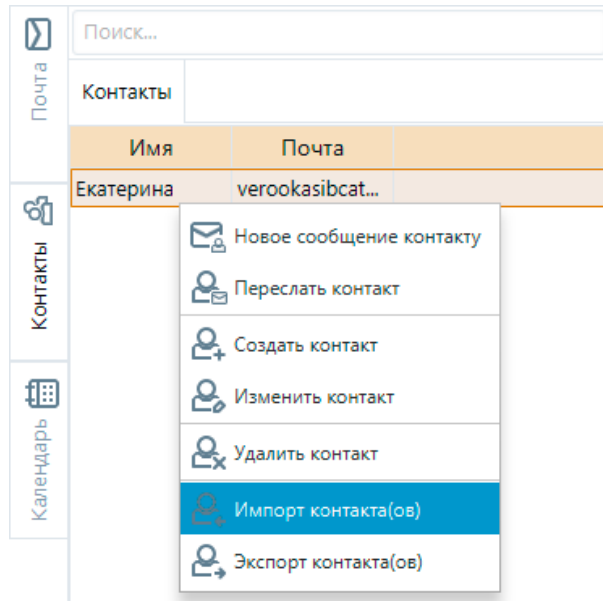 Почта
Контакты
Календарь
Поиск...
Контакты
Имя Почта
Екатерина verookasibcat...
Новое сообщение контакту
Переслать контакт
Создать контакт
Изменить контакт
Удалить контакт
Импорт контакта(ов)
Экспорт контакта(ов)